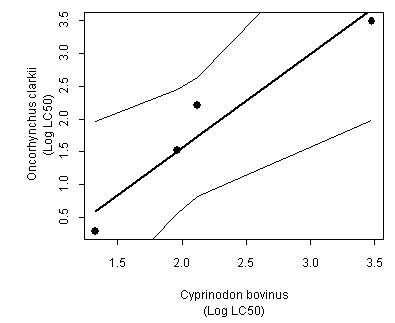 Oncorhynchus clarkii
(Log LC50)
3.5
3.0
2.5
2.0
1.5
1.0
0.5
1.5 2.0 2.5 3.0 3.5
Cyprinodon bovinus
(Log LC50)